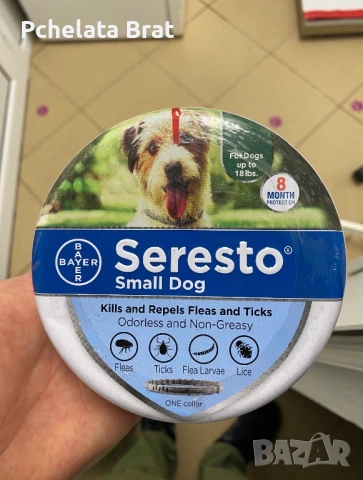 Pchelata Brat
For Dogs
up to
18 lbs.
8
MONTH
PROTECTION
BAYER
BAYER
Seresto®
Small Dog
Kills and Repels Fleas and Ticks
Odorless and Non-Greasy
Fleas Ticks Flea Larvae Lice
ONE collar
BAZAR